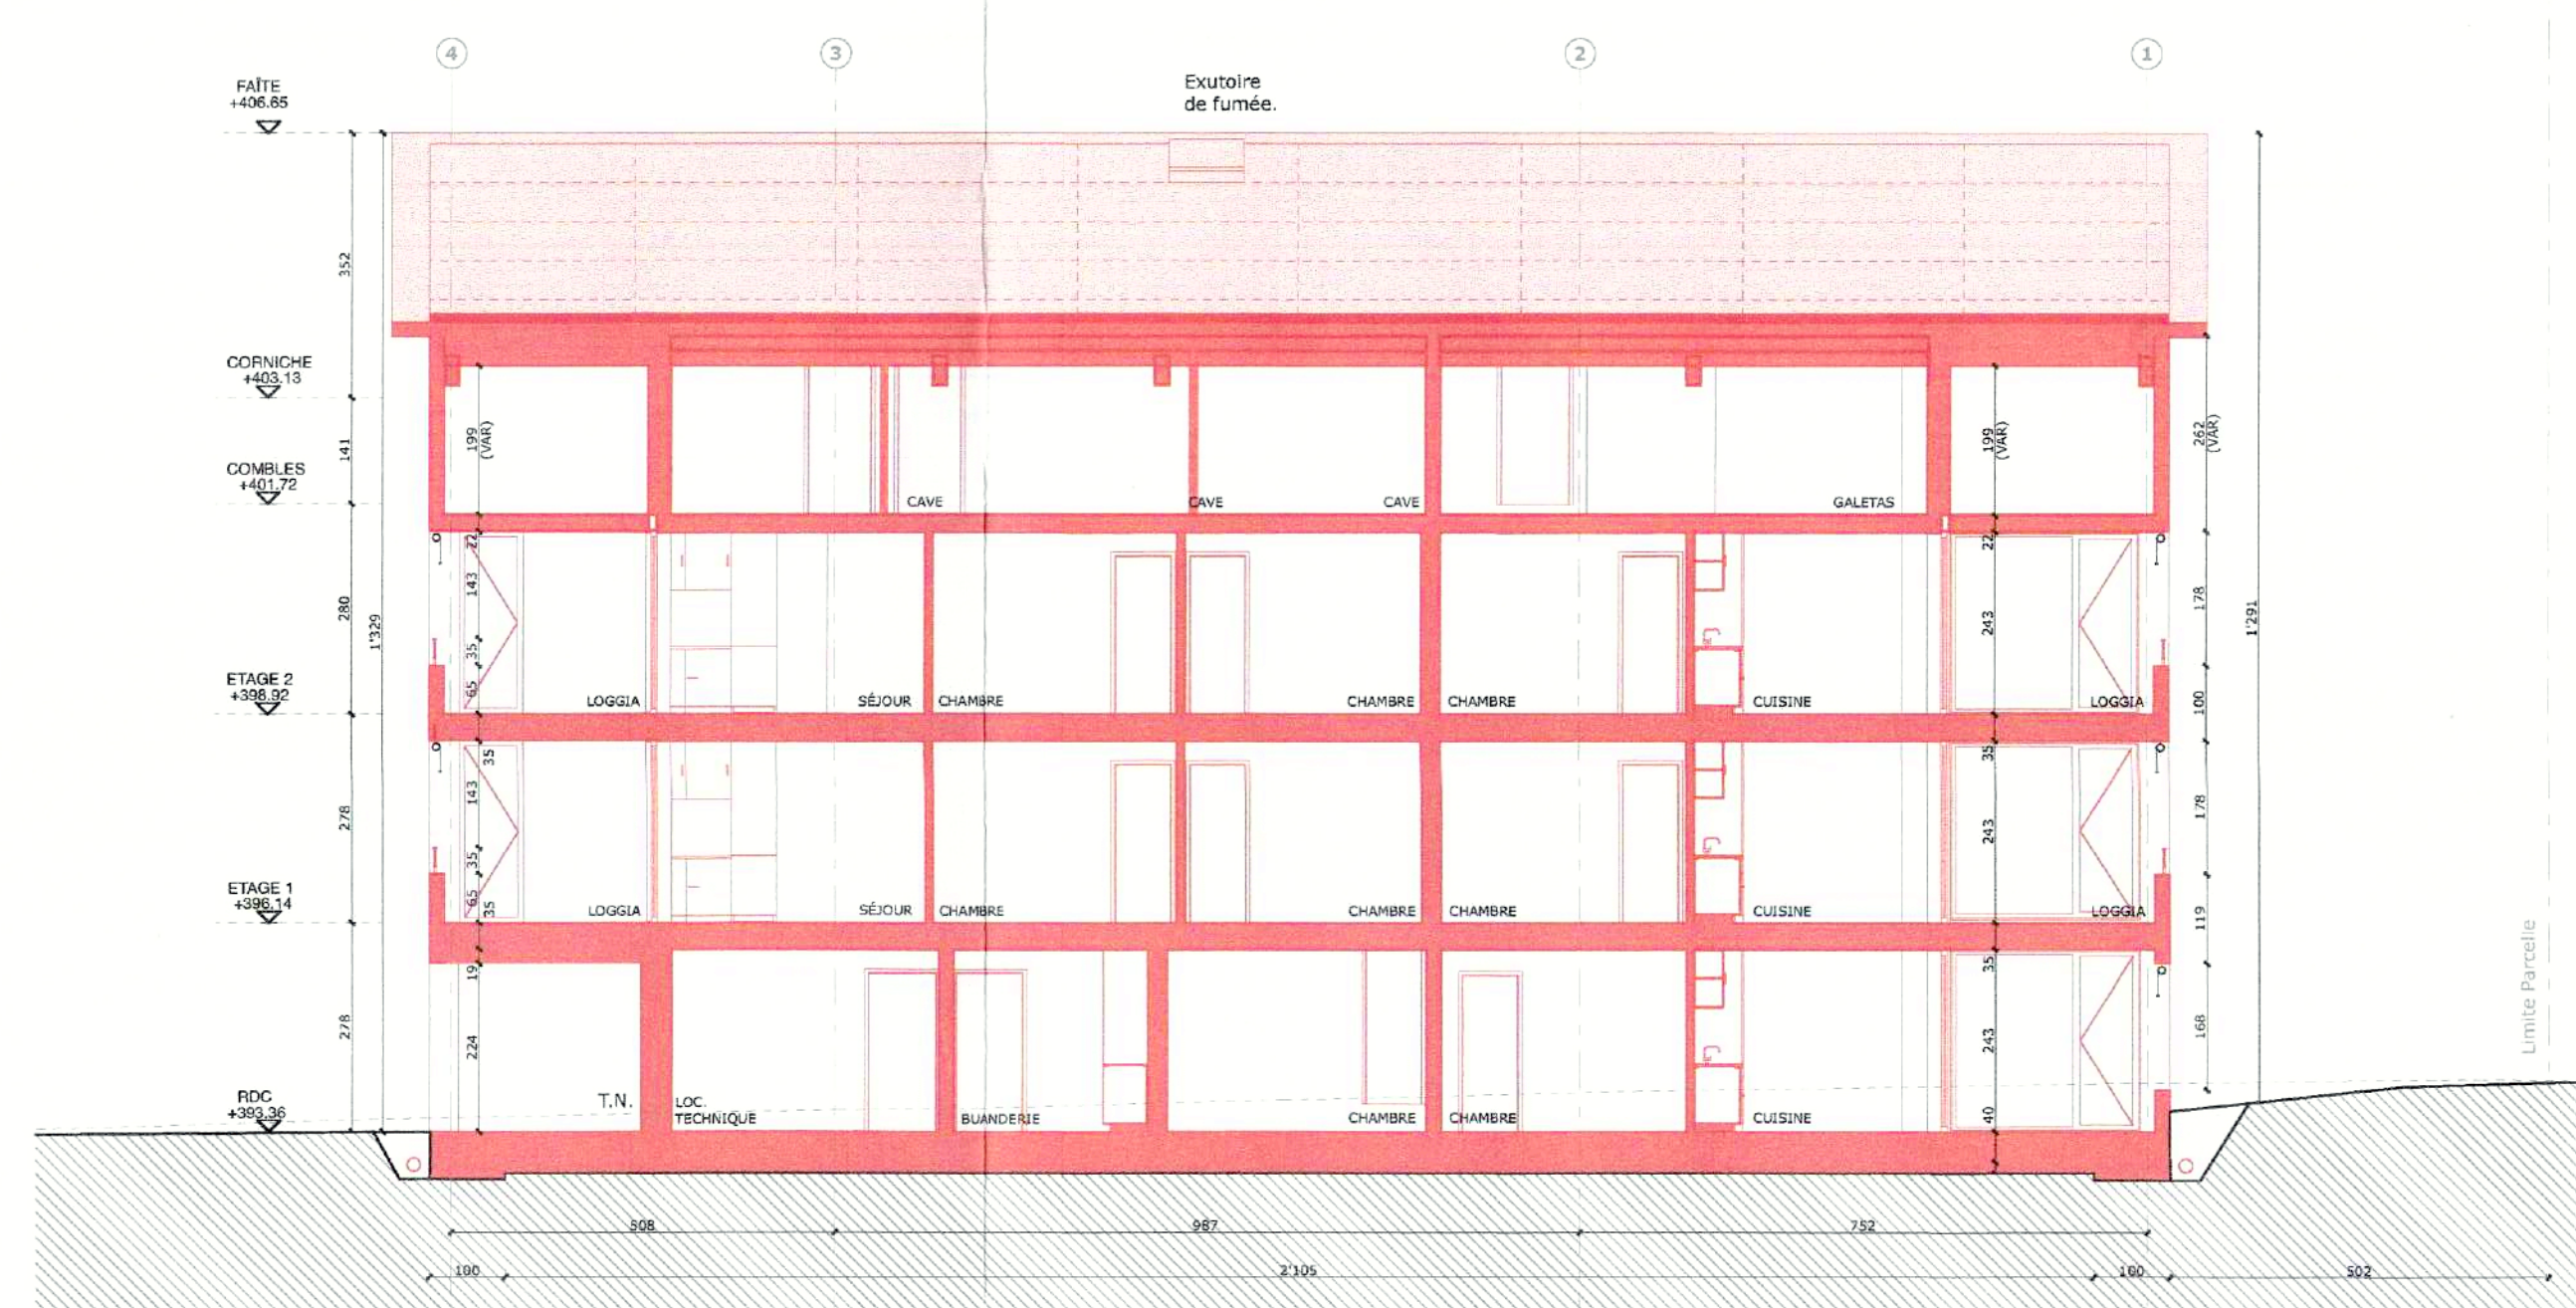 4
3
2
1
FAÎTE
+406.65
Exutoire
de fumée.
352
CORNICHE
+403.13
141
199
(VAR)
199
(VAR)
262
(VAR)
COMBLES
+401.72
CAVE
CAVE
CAVE
GALETAS
280
1'329
22
143
35
65
22
243
178
100
1'291
ETAGE 2
+398.92
LOGGIA
SÉJOUR
CHAMBRE
CHAMBRE
CHAMBRE
CUISINE
LOGGIA
278
35
143
35
65
35
35
243
178
119
ETAGE 1
+396.14
LOGGIA
SÉJOUR
CHAMBRE
CHAMBRE
CHAMBRE
CUISINE
LOGGIA
278
19
224
35
243
40
168
Limite Parcelle
RDC
+393.36
T.N.
LOC.
TECHNIQUE
BUANDERIE
CHAMBRE
CHAMBRE
CUISINE
508
987
752
100
2'105
100
502